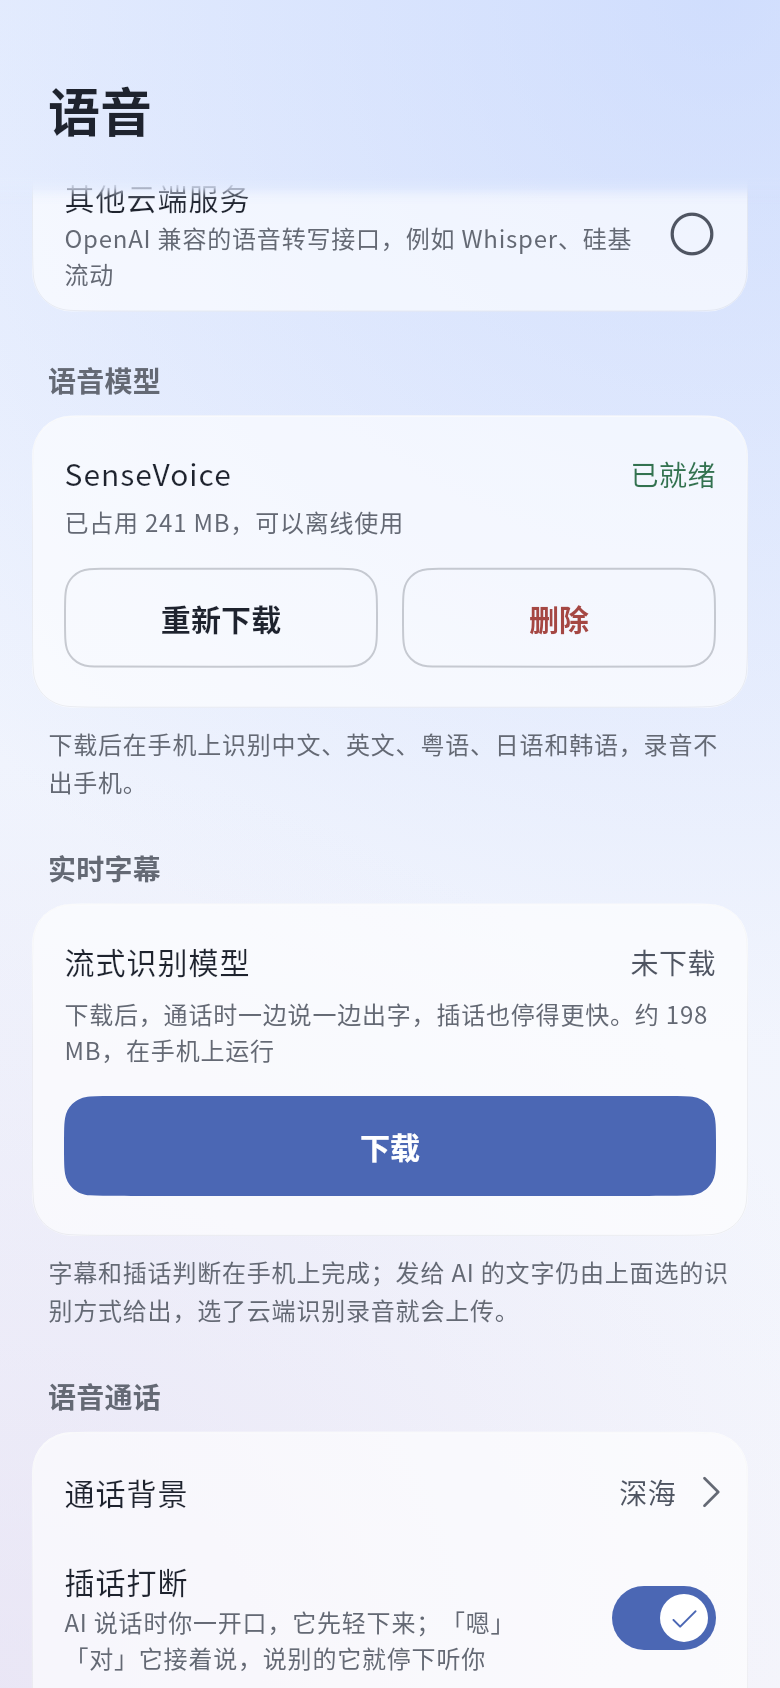 语音
其他云端服务
OpenAI 兼容的语音转写接口，例如 Whisper、硅基
流动
语音模型
SenseVoice
已就绪
已占用 241 MB，可以离线使用
重新下载
删除
下载后在手机上识别中文、英文、粤语、日语和韩语，录音不
出手机。
实时字幕
流式识别模型
未下载
下载后，通话时一边说一边出字，插话也停得更快。约 198
MB，在手机上运行
下载
字幕和插话判断在手机上完成；发给 AI 的文字仍由上面选的识
别方式给出，选了云端识别录音就会上传。
语音通话
通话背景
深海
插话打断
AI 说话时你一开口，它先轻下来；「嗯」
「对」它接着说，说别的它就停下听你